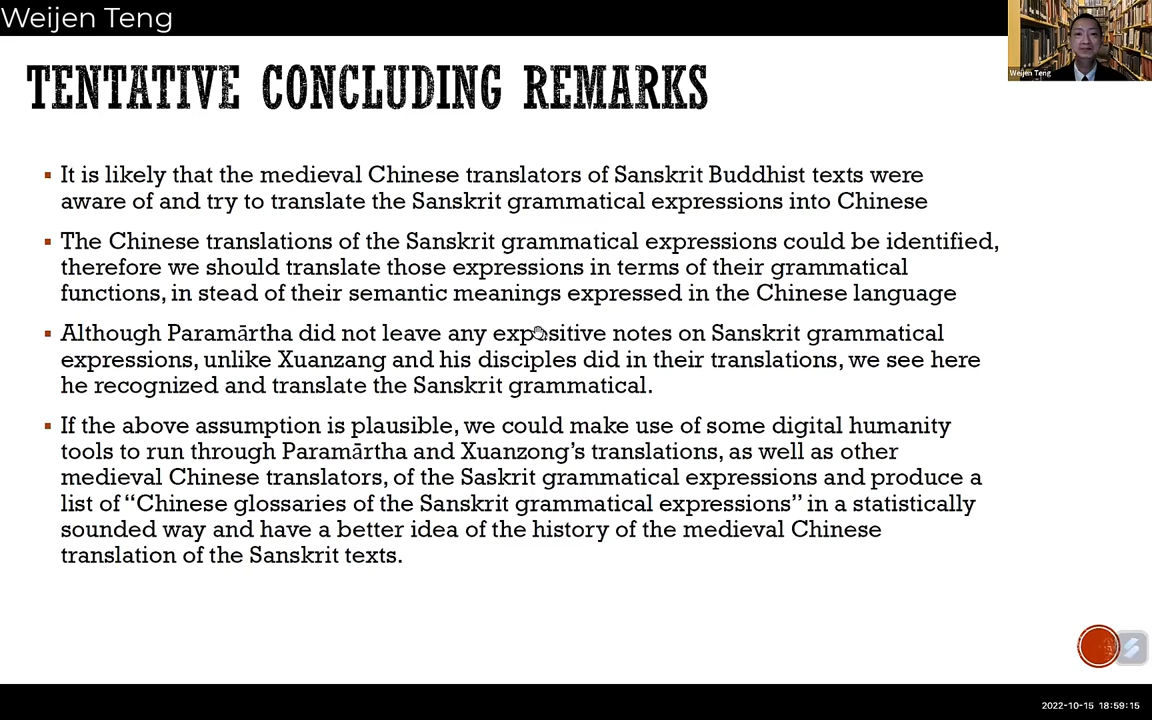 Weijen Teng
Weijen Teng
TENTATIVE CONCLUDING REMARKS
▪ It is likely that the medieval Chinese translators of Sanskrit Buddhist texts were
aware of and try to translate the Sanskrit grammatical expressions into Chinese
▪ The Chinese translations of the Sanskrit grammatical expressions could be identified,
therefore we should translate those expressions in terms of their grammatical
functions, in stead of their semantic meanings expressed in the Chinese language
▪ Although Paramārtha did not leave any expositive notes on Sanskrit grammatical
expressions, unlike Xuanzang and his disciples did in their translations, we see here
he recognized and translate the Sanskrit grammatical.
▪ If the above assumption is plausible, we could make use of some digital humanity
tools to run through Paramārtha and Xuanzong’s translations, as well as other
medieval Chinese translators, of the Saskrit grammatical expressions and produce a
list of “Chinese glossaries of the Sanskrit grammatical expressions” in a statistically
sounded way and have a better idea of the history of the medieval Chinese
translation of the Sanskrit texts.
2022-10-15 18:59:15